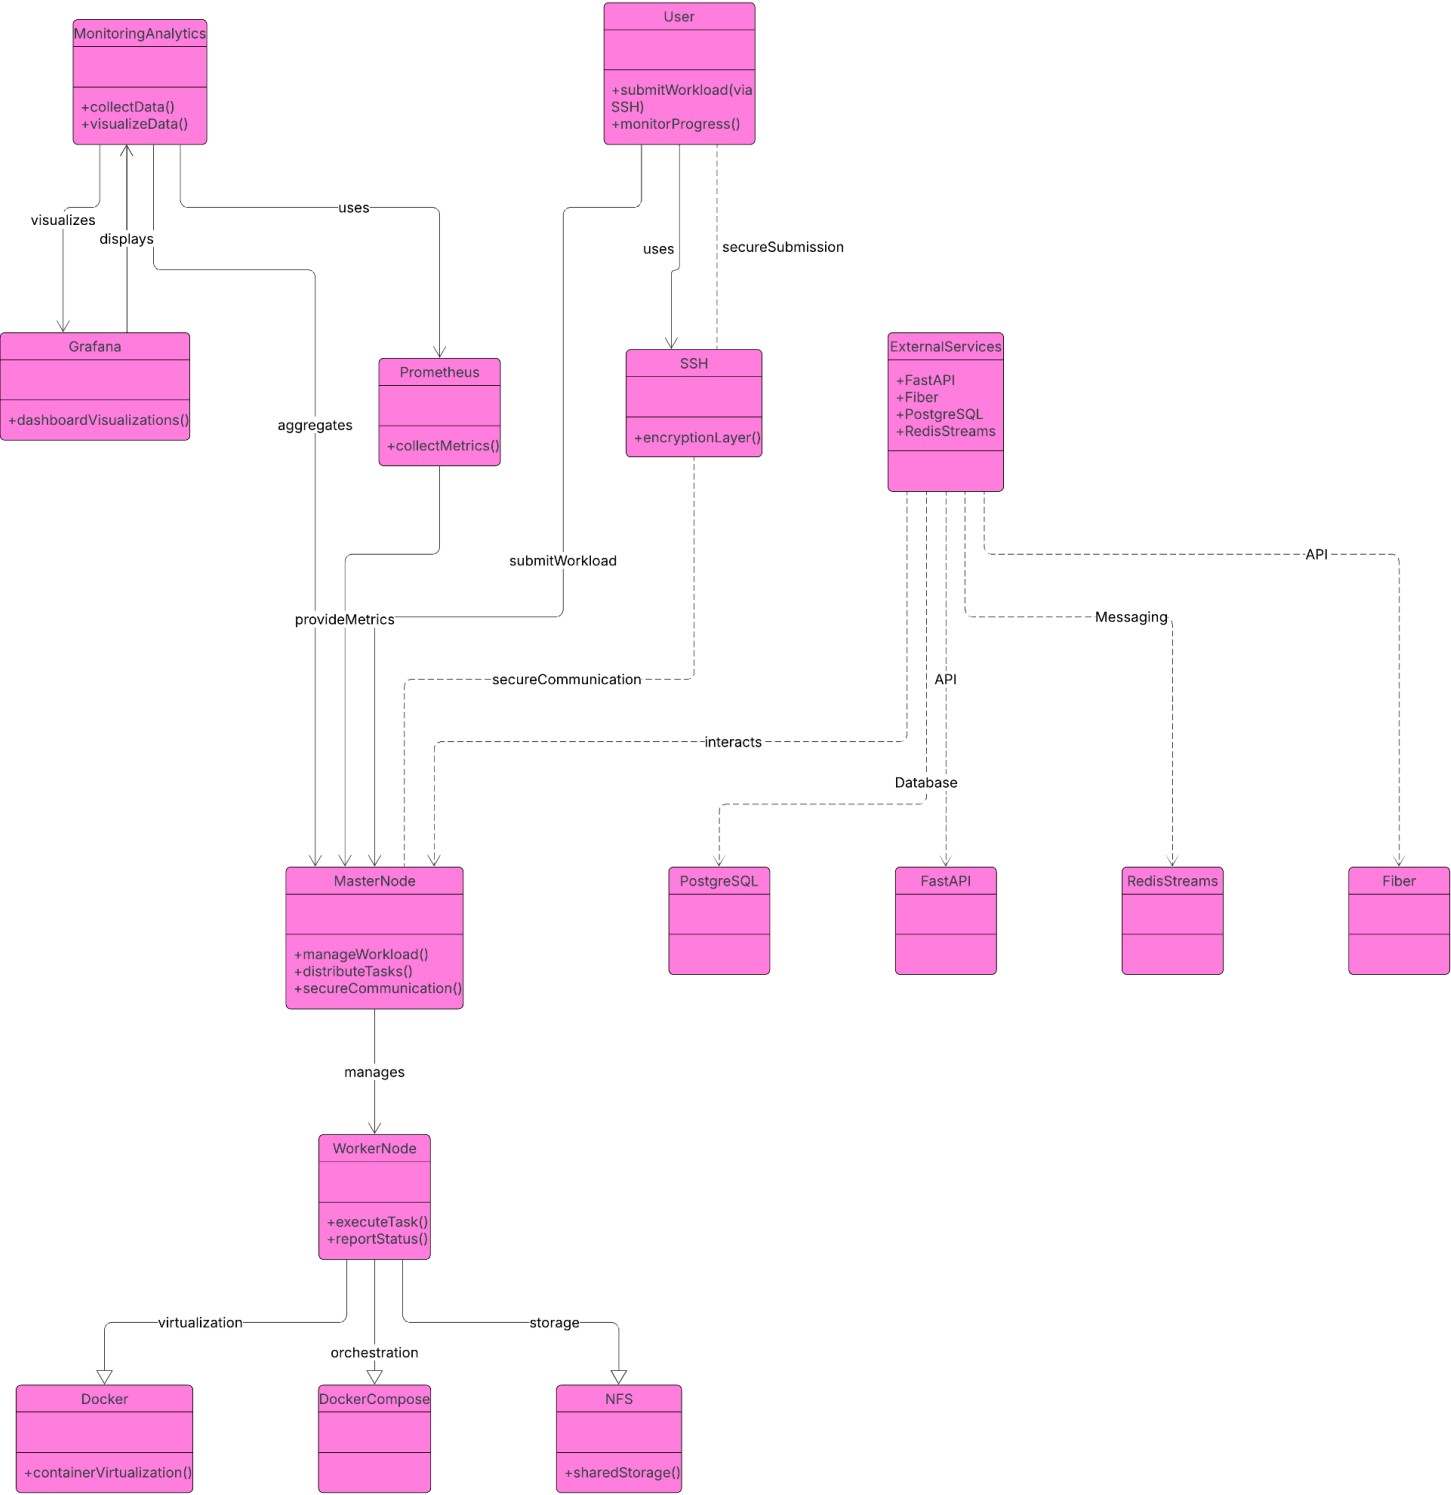 MonitoringAnalytics
+collectData()
+visualizeData()
User
+submitWorkload(via
SSH)
+monitorProgress()
visualizes
displays
uses
uses
secureSubmission
Grafana
+dashboardVisualizations()
Prometheus
+collectMetrics()
SSH
+encryptionLayer()
ExternalServices
+FastAPI
+Fiber
+PostgreSQL
+RedisStreams
aggregates
submitWorkload
API
provideMetrics
Messaging
secureCommunication
API
interacts
Database
MasterNode
+manageWorkload()
+distributeTasks()
+secureCommunication()
PostgreSQL
FastAPI
RedisStreams
Fiber
manages
WorkerNode
+executeTask()
+reportStatus()
virtualization
orchestration
storage
Docker
+containerVirtualization()
DockerCompose
NFS
+sharedStorage()